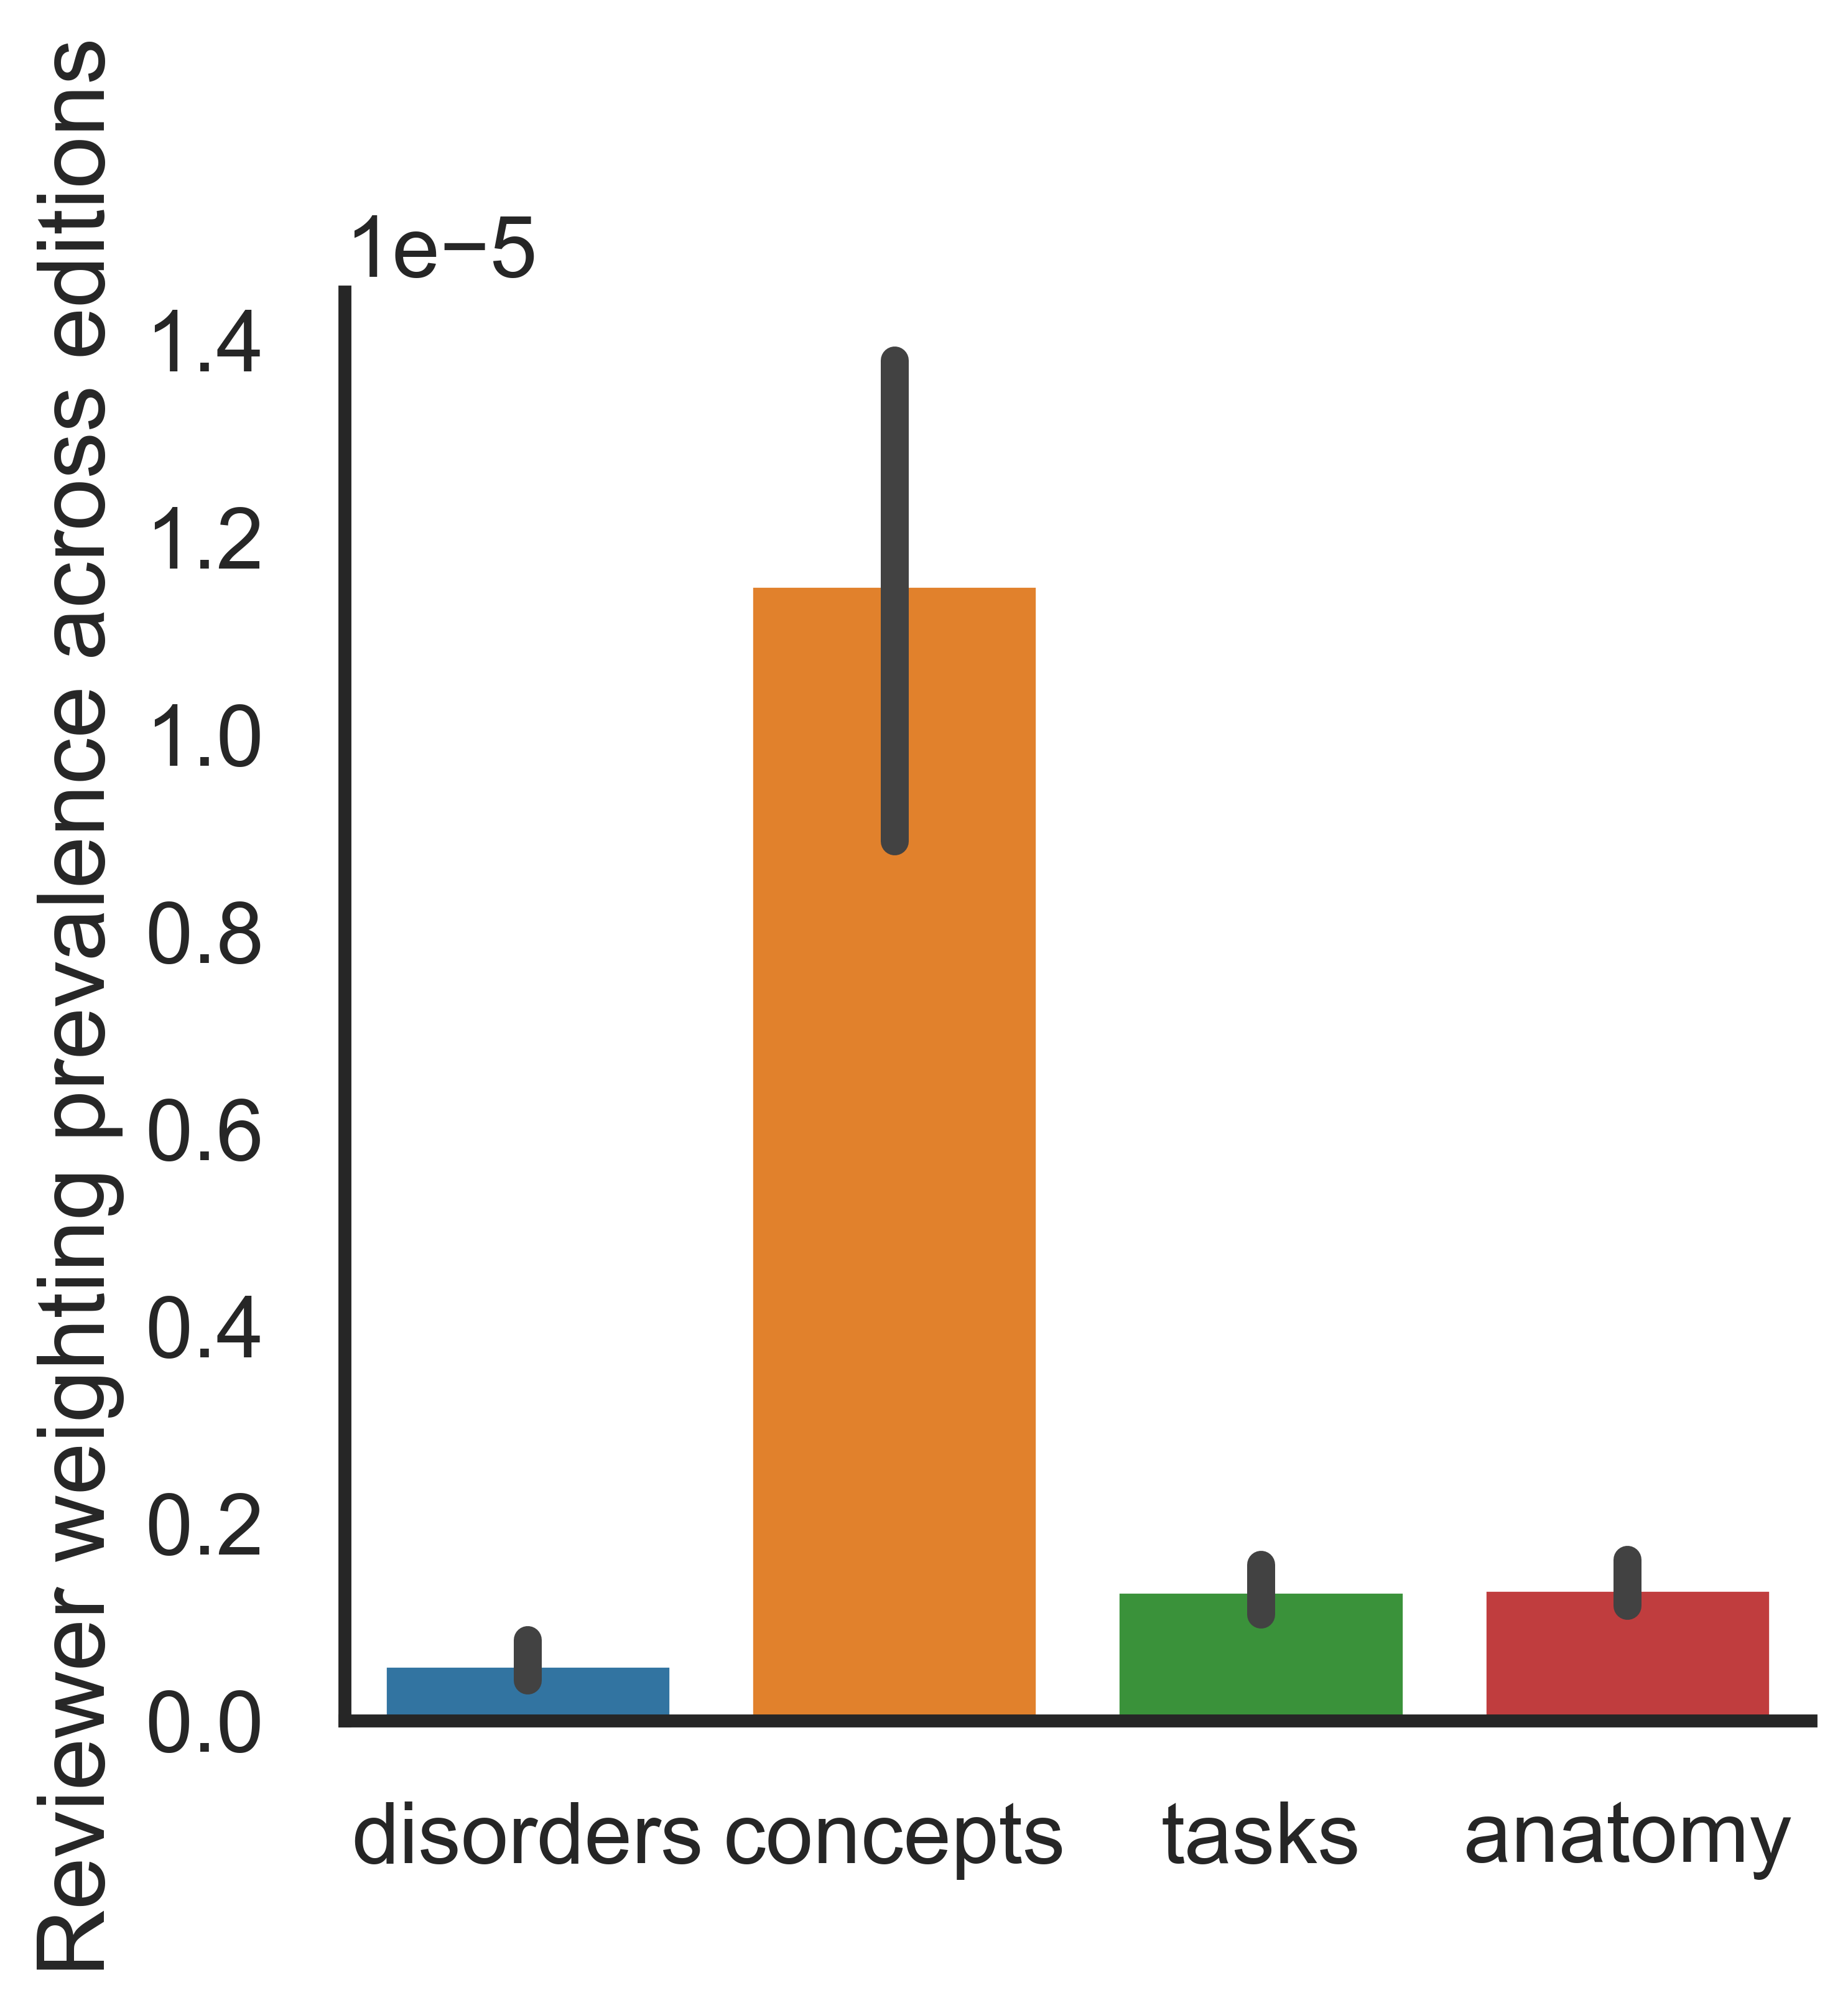 Reviewer weighting prevalence across editions
1e−5
1.4
1.2
1.0
0.8
0.6
0.4
0.2
0.0
disorders concepts tasks anatomy